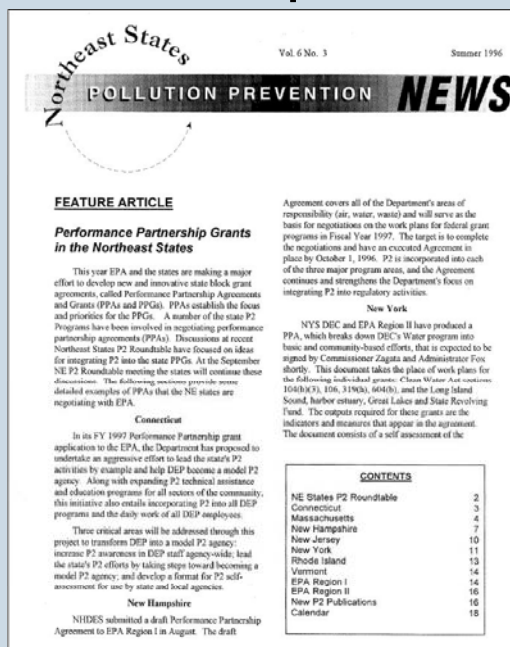 Northeast States
Vol. 6 No. 3
Summer 1996
POLLUTION PREVENTION NEWS
FEATURE ARTICLE
Performance Partnership Grants
in the Northeast States
This year EPA and the states are making a major
effort to develop new and innovative state block grant
agreements, called Performance Partnership Agreements
and Grants (PPAs and PPGs). PPAs establish the focus
and priorities for the PPGs. A number of the state P2
Programs have been involved in negotiating performance
partnership agreements (PPAs). Discussions at recent
Northeast States P2 Roundtable have focused on ideas
for integrating P2 into the state PPGs. At the September
NE P2 Roundtable meeting the states will continue these
discussions. The following sections provide some
detailed examples of PPAs that the NE states are
negotiating with EPA.
Connecticut
In its FY 1997 Performance Partnership grant
application to the EPA, the Department has proposed to
undertake an aggressive effort to lead the state's P2
activities by example and help DEP become a model P2
agency. Along with expanding P2 technical assistance
and education programs for all sectors of the community,
this initiative also entails incorporating P2 into all DEP
programs and the daily work of all DEP employees.
Three critical areas will be addressed through this
project to transform DEP into a model P2 agency:
increase P2 awareness in DEP staff agency-wide; lead
the state's P2 efforts by taking steps toward becoming a
model P2 agency; and develop a format for P2 self-
assessment for use by state and local agencies.
New Hampshire
NHDES submitted a draft Performance Partnership
Agreement to EPA Region I in August. The draft
Agreement covers all of the Department's areas of
responsibility (air, water, waste) and will serve as the
basis for negotiations on the work plans for federal grant
programs in Fiscal Year 1997. The target is to complete
the negotiations and have an executed Agreement in
place by October 1, 1996. P2 is incorporated into each
of the three major program areas, and the Agreement
continues and strengthens the Department's focus on
integrating P2 into regulatory activities.
New York
NYS DEC and EPA Region II have produced a
PPA, which breaks down DEC's Water program into
basic and community-based efforts, that is expected to be
signed by Commissioner Zagata and Administrator Fox
shortly. This document takes the place of work plans for
the following individual grants: Clean Water Act sections
104(b)(3), 106, 319(h), 604(b), and the Long Island
Sound, harbor estuary, Great Lakes and State Revolving
Fund. The outputs required for these grants are the
indicators and measures that appear in the agreement.
The document consists of a self assessment of the
CONTENTS
NE States P2 Roundtable 2
Connecticut 3
Massachusetts 4
New Hampshire 7
New Jersey 10
New York 11
Rhode Island 13
Vermont 14
EPA Region I 14
EPA Region II 16
New P2 Publications 16
Calendar 18